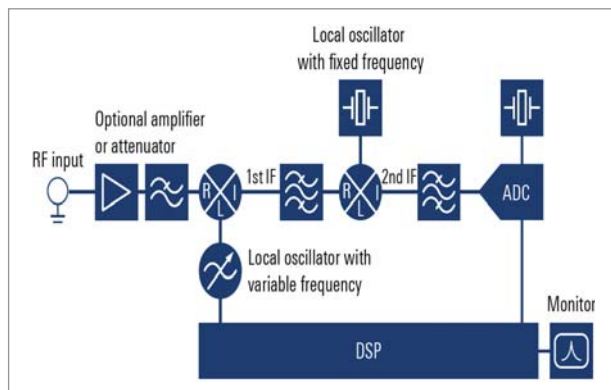 Local oscillator
with fixed frequency
Optional amplifier
or attenuator
RF input
R
I
L
1st IF
R
I
L
2nd IF
ADC
Local oscillator with
variable frequency
Monitor
DSP